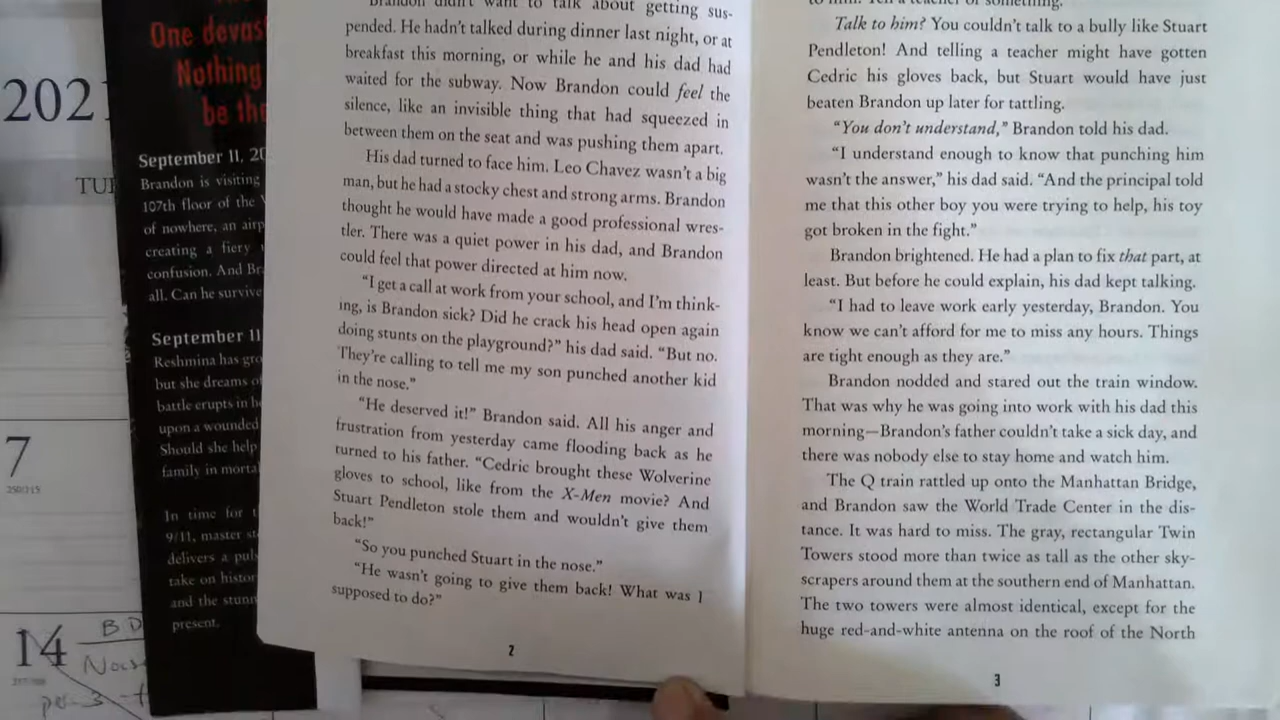 One devas
Nothing
be the
202
TUE
September 11, 20
Brandon is visiting
107th floor of the
of nowhere, an airp
creating a fiery
confusion. And Bra
all. Can he survive
September 11
Reshmina has gro
but she dreams o
battle erupts in h
upon a wounded
Should she help
family in morta
In time for t
9/11, master st
delivers a pul
take on histor
and the stunn
present.
7
250/115
14
B D
pe
Brandon didn't want to talk about getting sus-
pended. He hadn't talked during dinner last night, or at
breakfast this morning, or while he and his dad had
waited for the subway. Now Brandon could feel the
silence, like an invisible thing that had squeezed in
between them on the seat and was pushing them apart.
His dad turned to face him. Leo Chavez wasn't a big
man, but he had a stocky chest and strong arms. Brandon
thought he would have made a good professional wres-
tler. There was a quiet power in his dad, and Brandon
could feel that power directed at him now.
"I get a call at work from your school, and I'm think-
ing, is Brandon sick? Did he crack his head open again
doing stunts on the playground?" his dad said. "But no.
They're calling to tell me my son punched another kid
in the nose."
"He deserved it!" Brandon said. All his anger and
frustration from yesterday came flooding back as he
turned to his father. "Cedric brought these Wolverine
gloves to school, like from the X-Men movie? And
Stuart Pendleton stole them and wouldn't give them
back!"
"So you punched Stuart in the nose."
"He wasn't going to give them back! What was I
supposed to do?"
2
to him? Tell a teacher or something.
Talk to him? You couldn't talk to a bully like Stuart
Pendleton! And telling a teacher might have gotten
Cedric his gloves back, but Stuart would have just
beaten Brandon up later for tattling.
"You don't understand," Brandon told his dad.
"I understand enough to know that punching him
wasn't the answer," his dad said. "And the principal told
me that this other boy you were trying to help, his toy
got broken in the fight."
Brandon brightened. He had a plan to fix that part, at
least. But before he could explain, his dad kept talking.
"I had to leave work early yesterday, Brandon. You
know we can't afford for me to miss any hours. Things
are tight enough as they are."
Brandon nodded and stared out the train window.
That was why he was going into work with his dad this
morning—Brandon's father couldn't take a sick day, and
there was nobody else to stay home and watch him.
The Q train rattled up onto the Manhattan Bridge,
and Brandon saw the World Trade Center in the dis-
tance. It was hard to miss. The gray, rectangular Twin
Towers stood more than twice as tall as the other sky-
scrapers around them at the southern end of Manhattan.
The two towers were almost identical, except for the
huge red-and-white antenna on the roof of the North
3